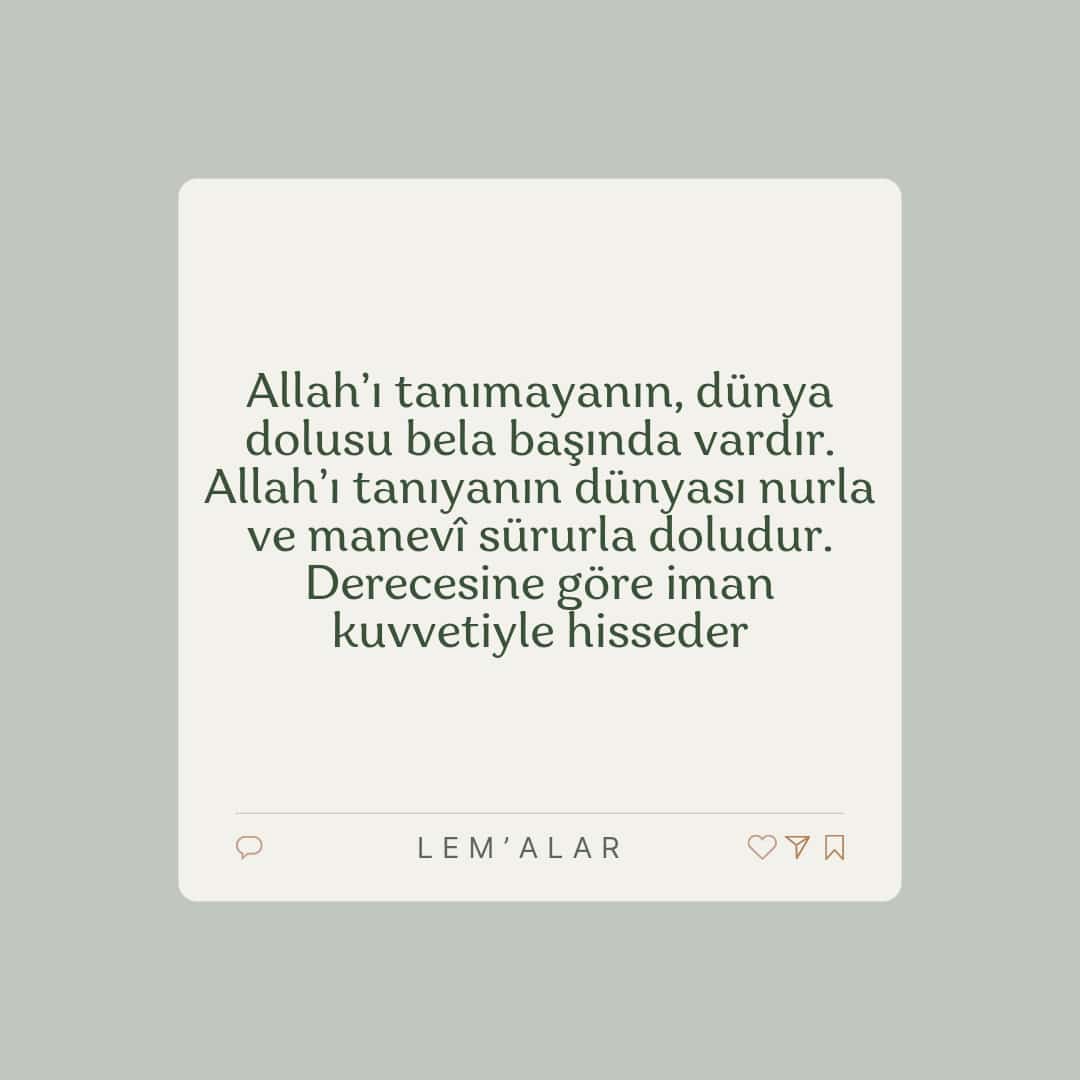 Allah’ı tanımayanın, dünya
dolusu bela başında vardır.
Allah’ı tanıyanın dünyası nurla
ve manevî sürurla doludur.
Derecesine göre iman
kuvvetiyle hisseder
LEM’ALAR